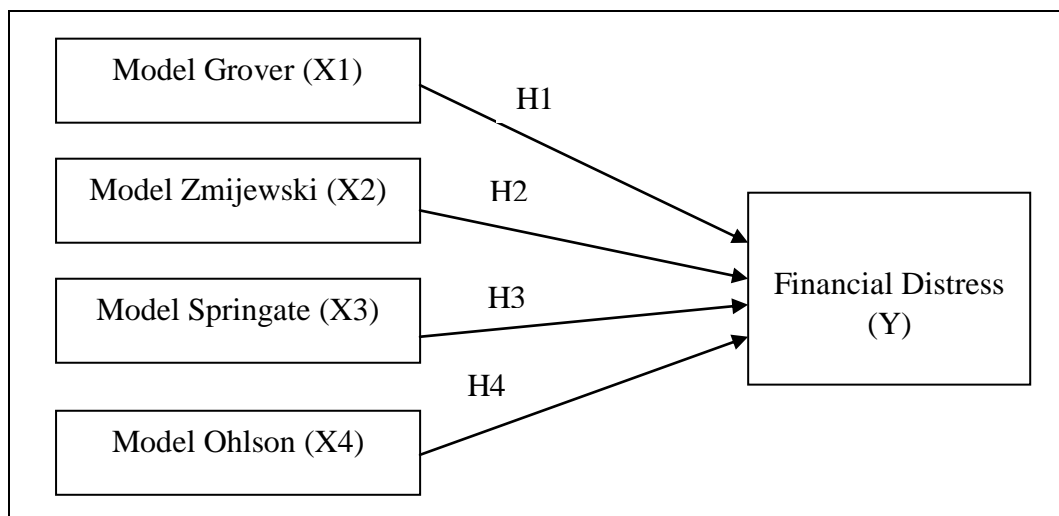 Model Grover (X1)
H1
Model Zmijewski (X2)
H2
Model Springate (X3)
H3
Financial Distress
(Y)
H4
Model Ohlson (X4)